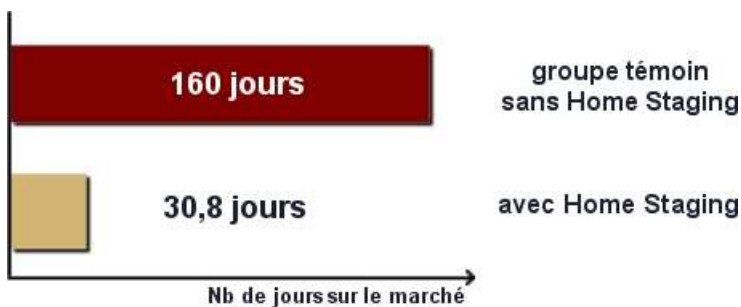 160 jours
groupe témoin
sans Home Staging
30,8 jours
avec Home Staging
Nb de jours sur le marché